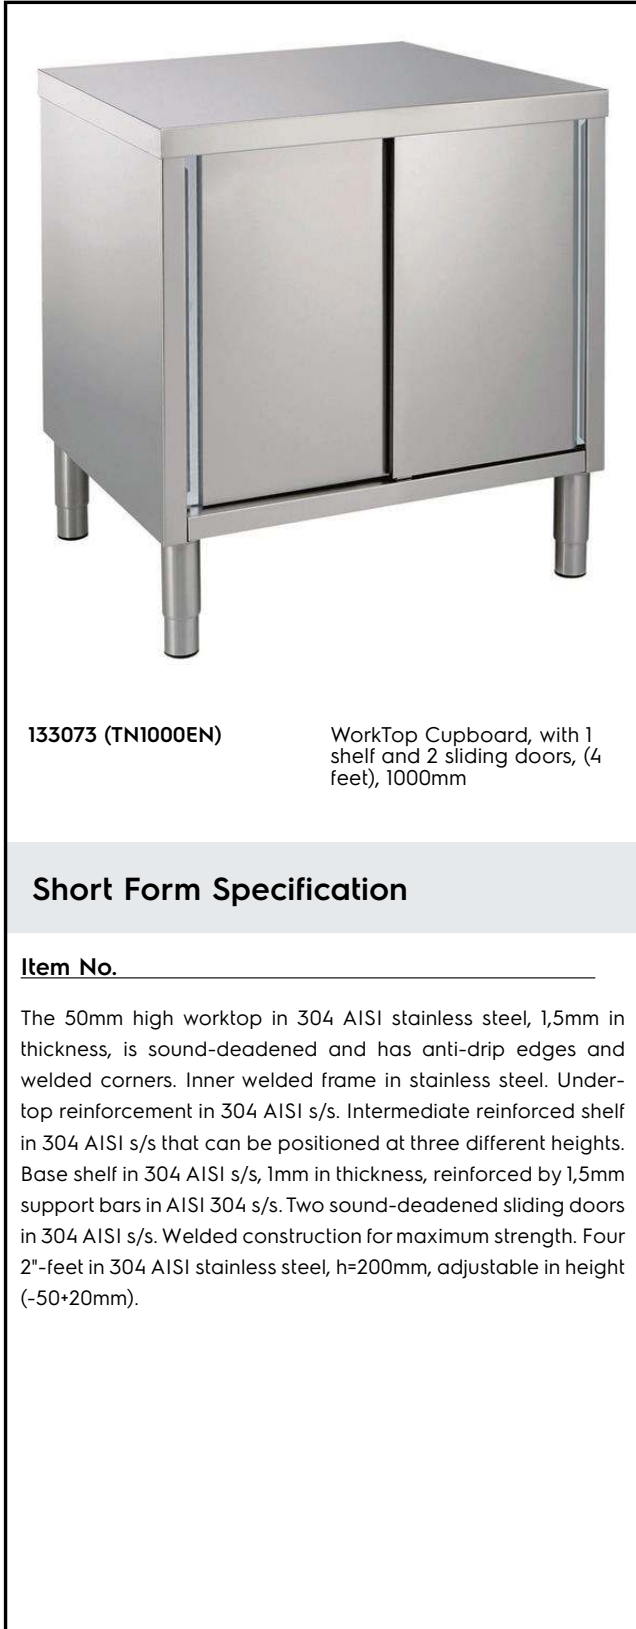 133073 (TN1000EN)
WorkTop Cupboard, with 1
shelf and 2 sliding doors, (4
feet), 1000mm
Short Form Specification
Item No.
The 50mm high worktop in 304 AISI stainless steel, 1,5mm in
thickness, is sound-deadened and has anti-drip edges and
welded corners. Inner welded frame in stainless steel. Under-
top reinforcement in 304 AISI s/s. Intermediate reinforced shelf
in 304 AISI s/s that can be positioned at three different heights.
Base shelf in 304 AISI s/s, 1mm in thickness, reinforced by 1,5mm
support bars in AISI 304 s/s. Two sound-deadened sliding doors
in 304 AISI s/s. Welded construction for maximum strength. Four
2"-feet in 304 AISI stainless steel, h=200mm, adjustable in height
(-50+20mm).